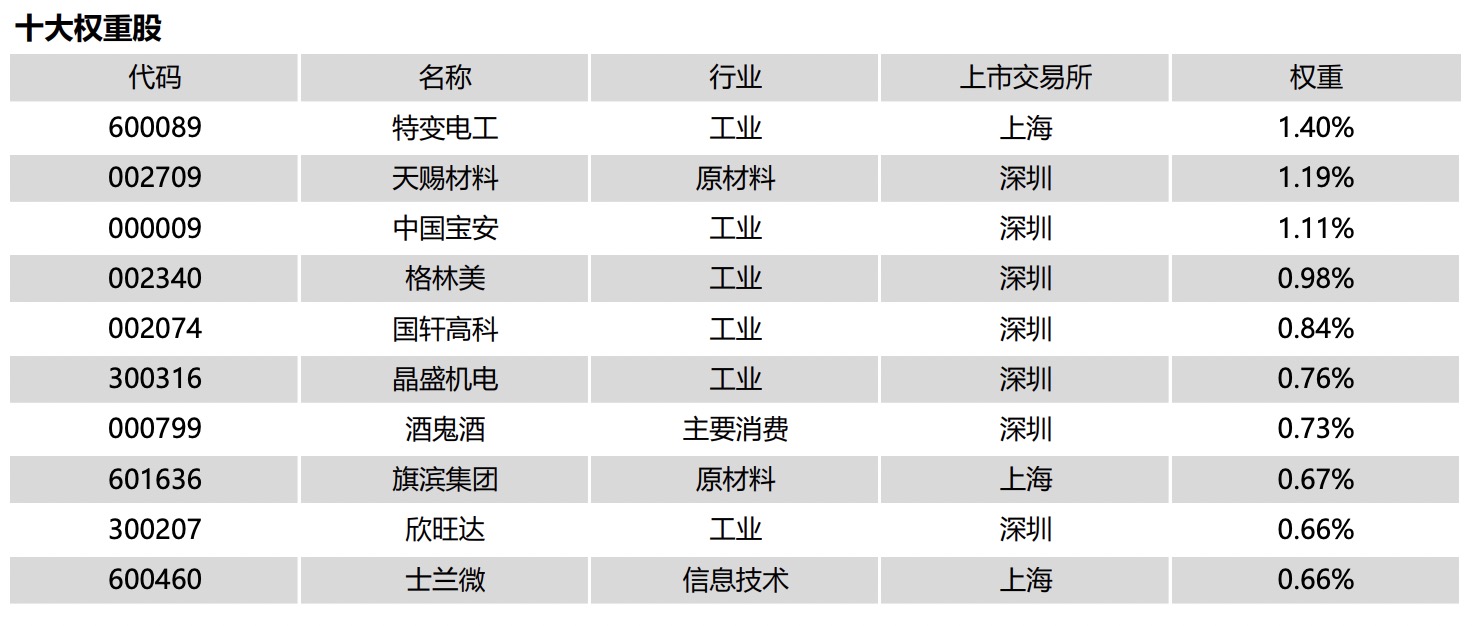 十大权重股
代码 名称 行业 上市交易所 权重
600089 特变电工 工业 上海 1.40%
002709 天赐材料 原材料 深圳 1.19%
000009 中国宝安 工业 深圳 1.11%
002340 格林美 工业 深圳 0.98%
002074 国轩高科 工业 深圳 0.84%
300316 晶盛机电 工业 深圳 0.76%
000799 酒鬼酒 主要消费 深圳 0.73%
601636 旗滨集团 原材料 上海 0.67%
300207 欣旺达 工业 深圳 0.66%
600460 士兰微 信息技术 上海 0.66%